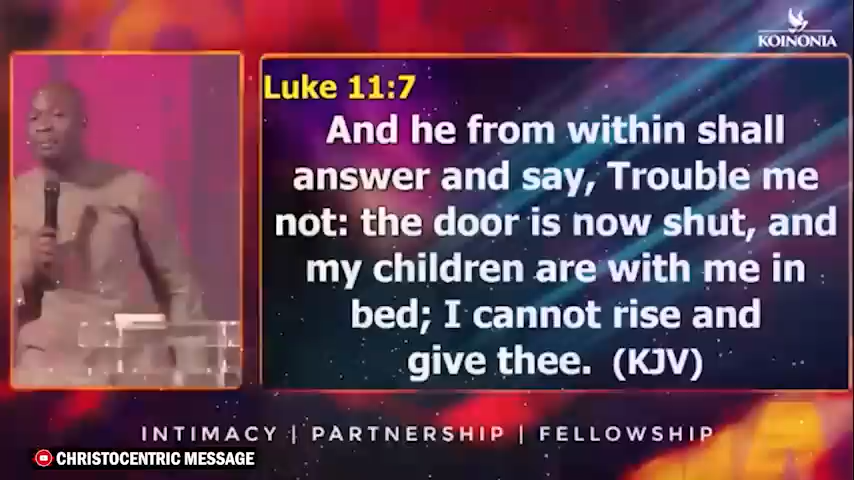 KOINONIA
Luke 11:7
And he from within shall
answer and say, Trouble me
not: the door is now shut, and
my children are with me in
bed; I cannot rise and
give thee. (KJV)
INTIMACY | PARTNERSHIP | FELLOWSHIP
CHRISTOCENTRIC MESSAGE